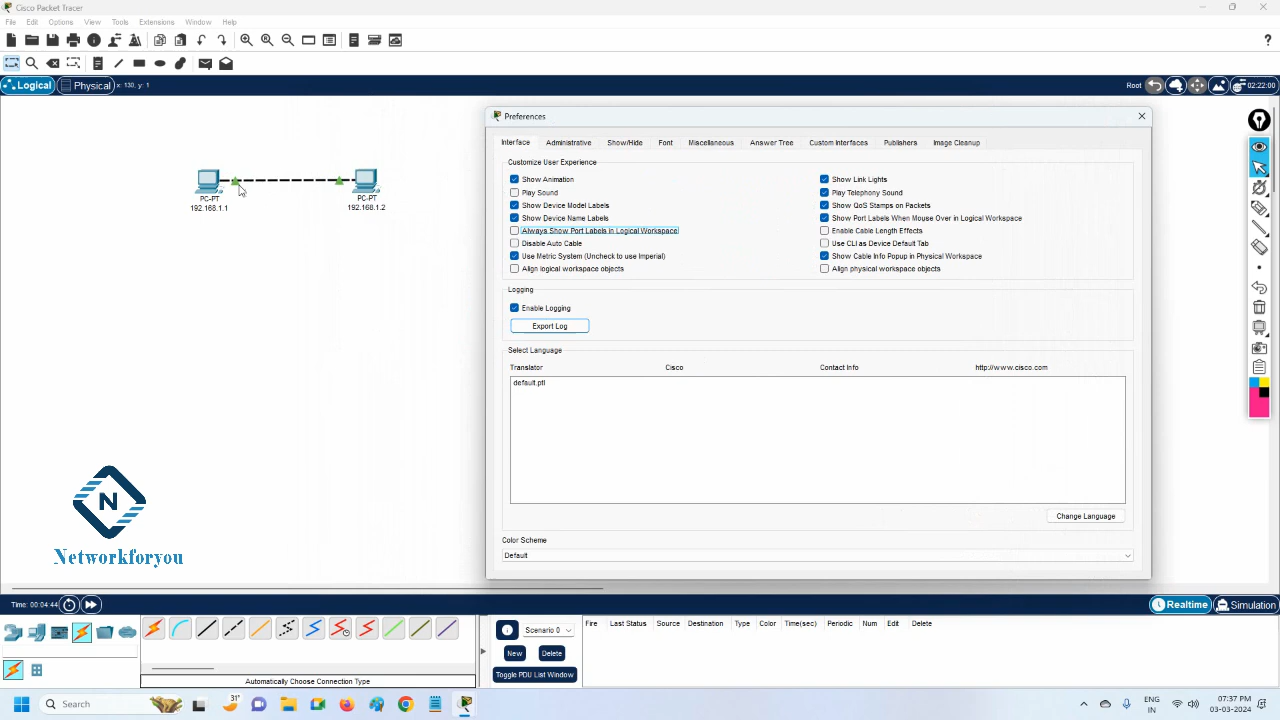 Cisco Packet Tracer
File Edit Options View Tools Extensions Window Help
Logical Physical x: 130, y: 1 Root 02:22:00
PC-PT
192.168.1.1
PC-PT
192.168.1.2
Preferences
Interface Administrative Show/Hide Font Miscellaneous Answer Tree Custom Interfaces Publishers Image Cleanup
Customize User Experience
Show Animation Show Link Lights
Play Sound Play Telephony Sound
Show Device Model Labels Show QoS Stamps on Packets
Show Device Name Labels Show Port Labels When Mouse Over in Logical Workspace
Always Show Port Labels in Logical Workspace Enable Cable Length Effects
Disable Auto Cable Use CLI as Device Default Tab
Use Metric System (Uncheck to use Imperial) Show Cable Info Popup in Physical Workspace
Align logical workspace objects Align physical workspace objects
Logging
Enable Logging
Export Log
Select Language
Translator Cisco Contact Info http://www.cisco.com
default.ptl
Change Language
Color Scheme
Default
N
Networkforyou
Time: 00:04:44 Realtime Simulation
Scenario 0 Fire Last Status Source Destination Type Color Time(sec) Periodic Num Edit Delete
New Delete
Toggle PDU List Window
Automatically Choose Connection Type
Search 31° ENG IN 07:37 PM 03-03-2024